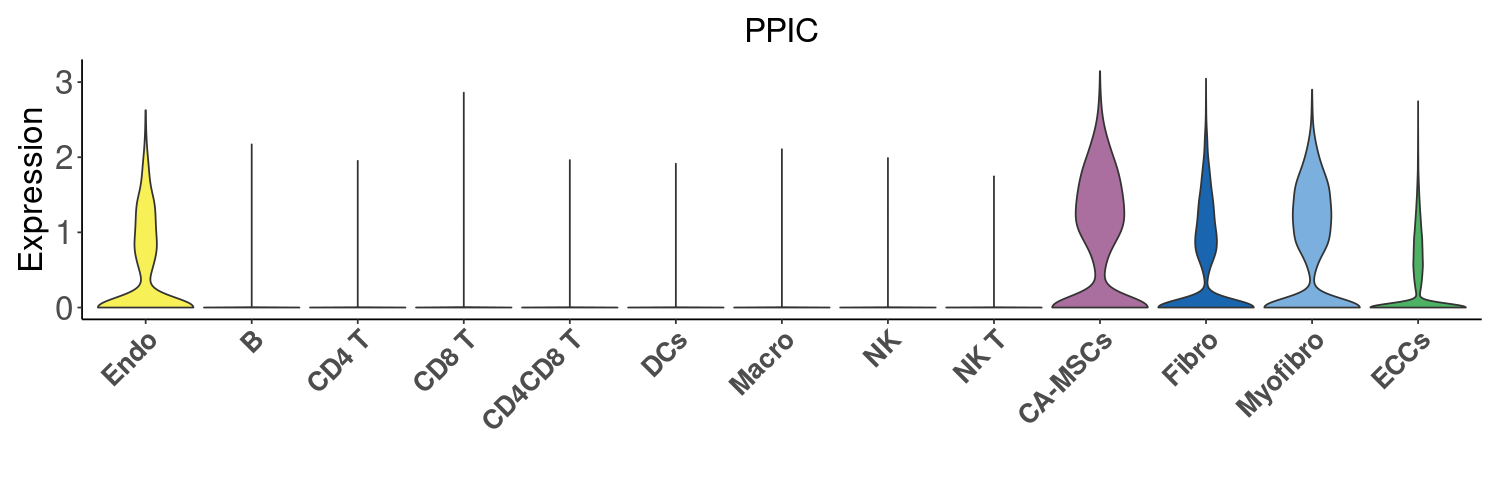 PPIC
Expression
3
2
1
0
Endo
B
CD4 T
CD8 T
CD4CD8 T
DCs
Macro
NK
NK T
CA-MSCs
Fibro
Myofibro
ECCs